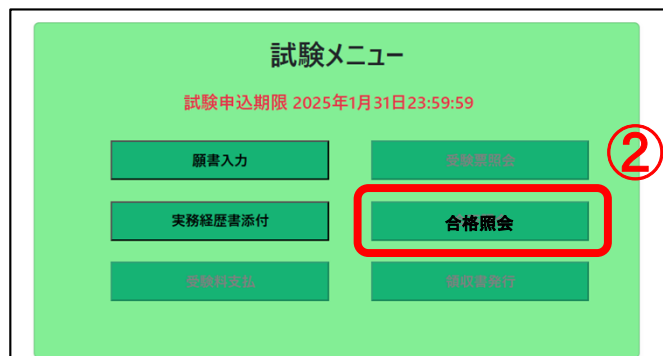 試験メニュー
試験申込期限 2025年1月31日23:59:59
願書入力
受験票照会
②
実務経歴書添付
合格照会
受験料支払
領収書発行